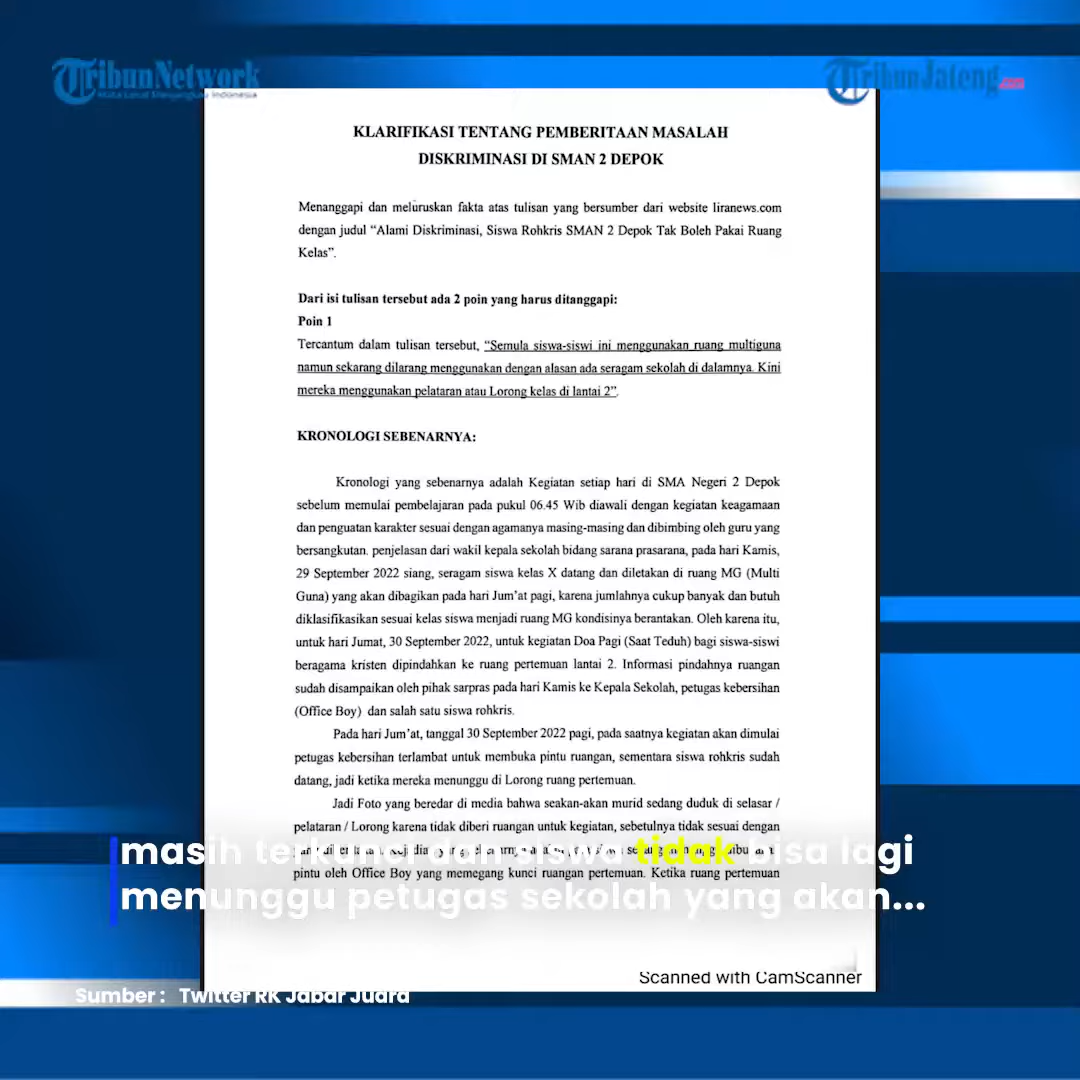 TribunNetwork
Mata Lokal Menjangkau Indonesia
TribunJateng.com
KLARIFIKASI TENTANG PEMBERITAAN MASALAH
DISKRIMINASI DI SMAN 2 DEPOK
Menanggapi dan meluruskan fakta atas tulisan yang bersumber dari website liranews.com
dengan judul “Alami Diskriminasi, Siswa Rohkris SMAN 2 Depok Tak Boleh Pakai Ruang
Kelas”.
Dari isi tulisan tersebut ada 2 poin yang harus ditanggapi:
Poin 1
Tercantum dalam tulisan tersebut, “Semula siswa-siswi ini menggunakan ruang multiguna
namun sekarang dilarang menggunakan dengan alasan ada seragam sekolah di dalamnya. Kini
mereka menggunakan pelataran atau Lorong kelas di lantai 2”.
KRONOLOGI SEBENARNYA:
Kronologi yang sebenarnya adalah Kegiatan setiap hari di SMA Negeri 2 Depok
sebelum memulai pembelajaran pada pukul 06.45 Wib diawali dengan kegiatan keagamaan
dan penguatan karakter sesuai dengan agamanya masing-masing dan dibimbing oleh guru yang
bersangkutan. penjelasan dari wakil kepala sekolah bidang sarana prasarana, pada hari Kamis,
29 September 2022 siang, seragam siswa kelas X datang dan diletakan di ruang MG (Multi
Guna) yang akan dibagikan pada hari Jum’at pagi, karena jumlahnya cukup banyak dan butuh
diklasifikasikan sesuai kelas siswa menjadi ruang MG kondisinya berantakan. Oleh karena itu,
untuk hari Jumat, 30 September 2022, untuk kegiatan Doa Pagi (Saat Teduh) bagi siswa-siswi
beragama kristen dipindahkan ke ruang pertemuan lantai 2. Informasi pindahnya ruangan
sudah disampaikan oleh pihak sarpras pada hari Kamis ke Kepala Sekolah, petugas kebersihan
(Office Boy) dan salah satu siswa rohkris.
Pada hari Jum’at, tanggal 30 September 2022 pagi, pada saatnya kegiatan akan dimulai
petugas kebersihan terlambat untuk membuka pintu ruangan, sementara siswa rohkris sudah
datang, jadi ketika mereka menunggu di Lorong ruang pertemuan.
Jadi Foto yang beredar di media bahwa seakan-akan murid sedang duduk di selasar /
pelataran / Lorong karena tidak diberi ruangan untuk kegiatan, sebetulnya tidak sesuai dengan
masih terkunci dan siswa tidak bisa lagi
pintu oleh Office Boy yang memegang kunci ruangan pertemuan. Ketika ruang pertemuan
menunggu petugas sekolah yang akan...
Scanned with CamScanner
Sumber : Twitter RK Jabar Juara